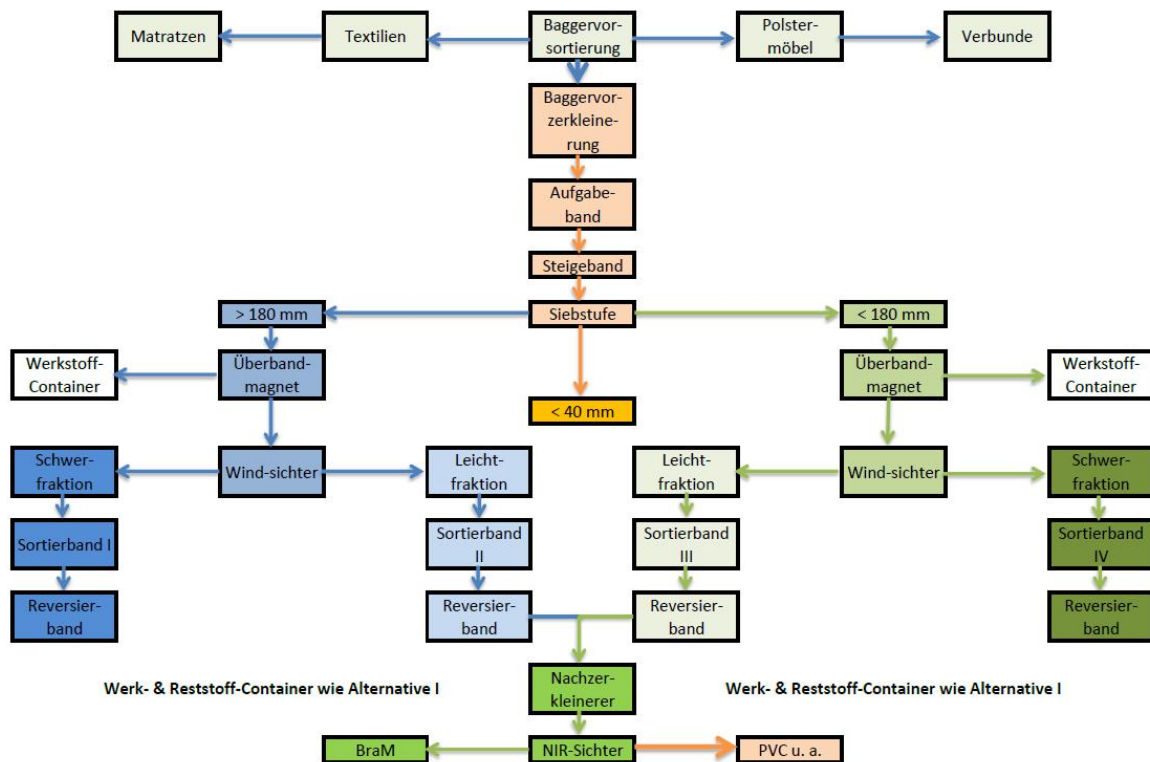 Matratzen
Textilien
Baggervor-
sortierung
Polster-
möbel
Verbunde
Baggervor-
zerkleine-
rung
Aufgabe-
band
Steigeband
> 180 mm
Siebstufe
< 180 mm
Werkstoff-
Container
Überband-
magnet
< 40 mm
Überband-
magnet
Werkstoff-
Container
Schwer-
fraktion
Wind-sichter
Leicht-
fraktion
Leicht-
fraktion
Wind-sichter
Schwer-
fraktion
Sortierband I
Sortierband
II
Sortierband
III
Sortierband
IV
Reversier-
band
Reversier-
band
Reversier-
band
Reversier-
band
Werk- & Reststoff-Container wie Alternative I
Nachzer-
kleinerer
Werk- & Reststoff-Container wie Alternative I
BraM
NIR-Sichter
PVC u. a.